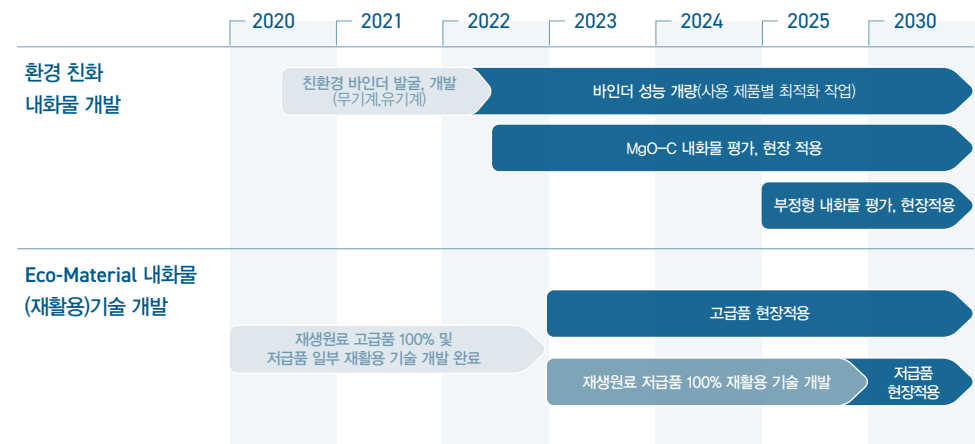 2020 2021 2022 2023 2024 2025 2030
환경 친화
내화물 개발
친환경 바인더 발굴, 개발
(무기계,유기계)
바인더 성능 개량(사용 제품별 최적화 작업)
MgO-C 내화물 평가, 현장 적용
부정형 내화물 평가, 현장적용
Eco-Material 내화물
(재활용)기술 개발
재생원료 고급품 100% 및
저급품 일부 재활용 기술 개발 완료
고급품 현장적용
재생원료 저급품 100% 재활용 기술 개발
저급품
현장적용